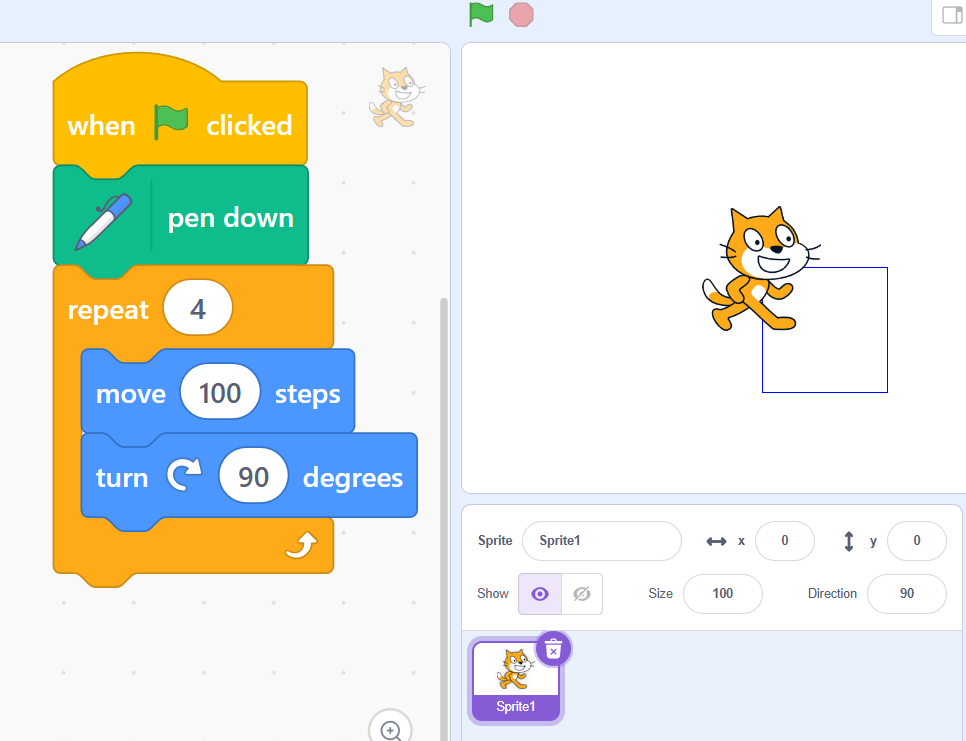 when clicked
pen down
repeat 4
move 100 steps
turn 90 degrees
Sprite Sprite1 x 0 y 0
Show Size 100 Direction 90
Sprite1